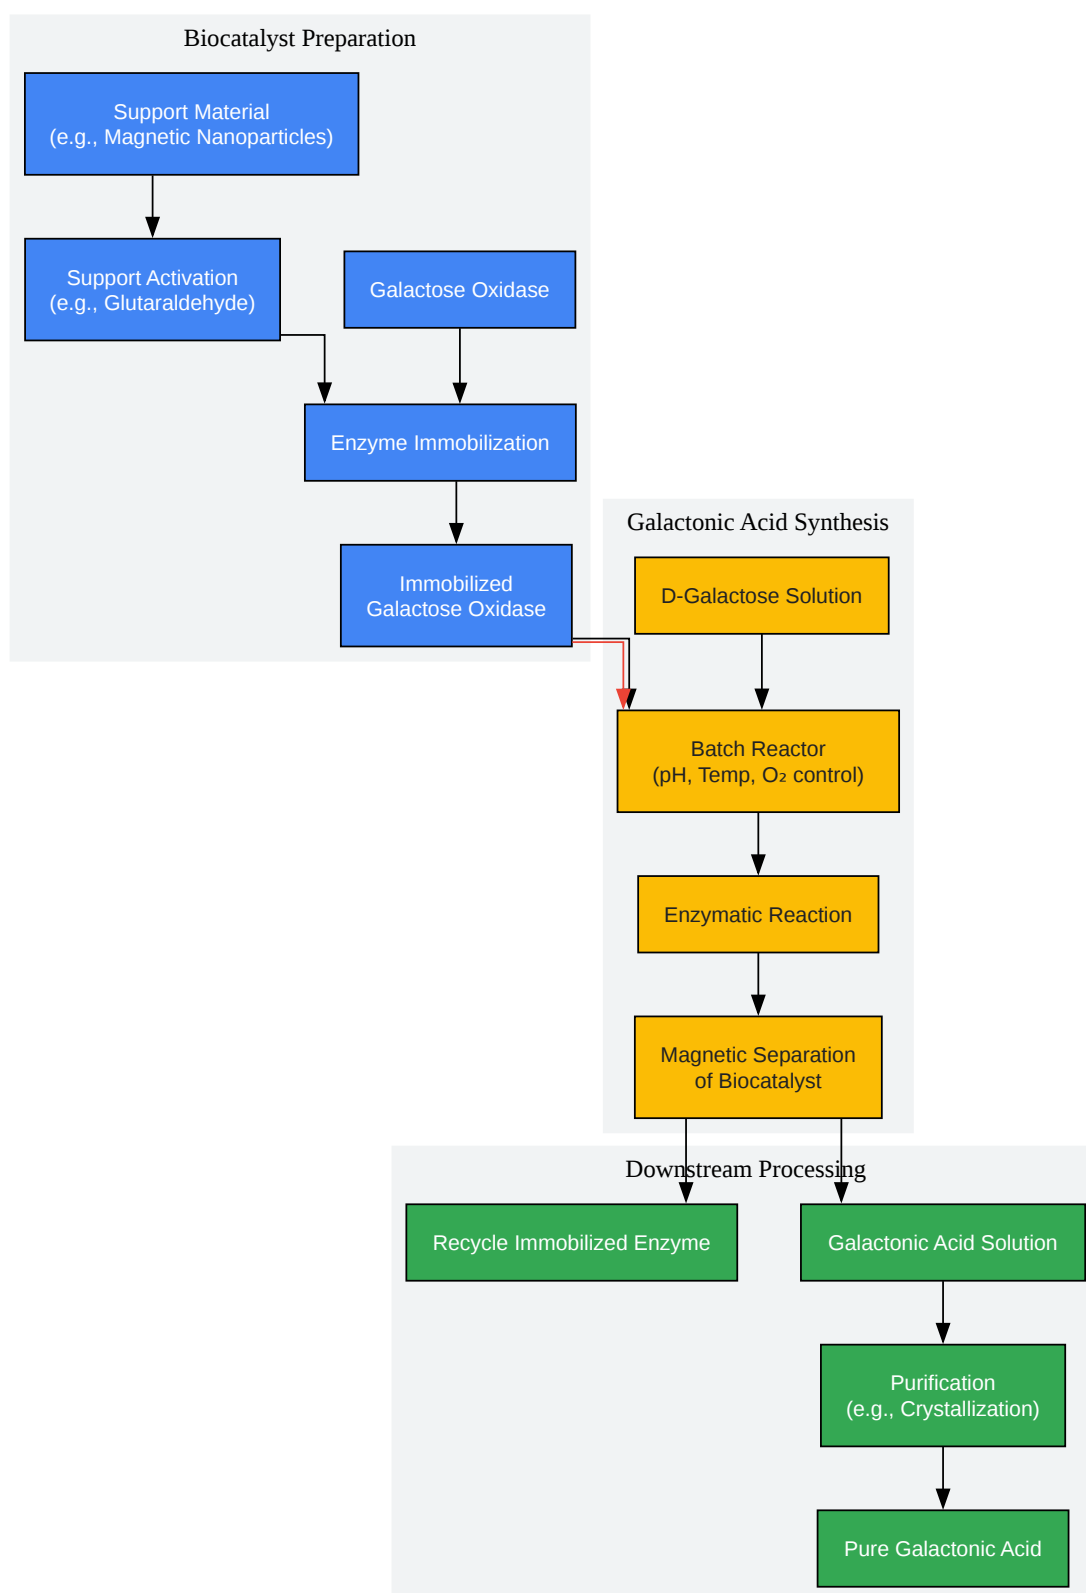 Biocatalyst Preparation
Support Material
(e.g., Magnetic Nanoparticles)
Support Activation
(e.g., Glutaraldehyde)
Galactose Oxidase
Enzyme Immobilization
Immobilized
Galactose Oxidase
Galactonic Acid Synthesis
D-Galactose Solution
Batch Reactor
(pH, Temp, O₂ control)
Enzymatic Reaction
Magnetic Separation
of Biocatalyst
Downstream Processing
Recycle Immobilized Enzyme
Galactonic Acid Solution
Purification
(e.g., Crystallization)
Pure Galactonic Acid